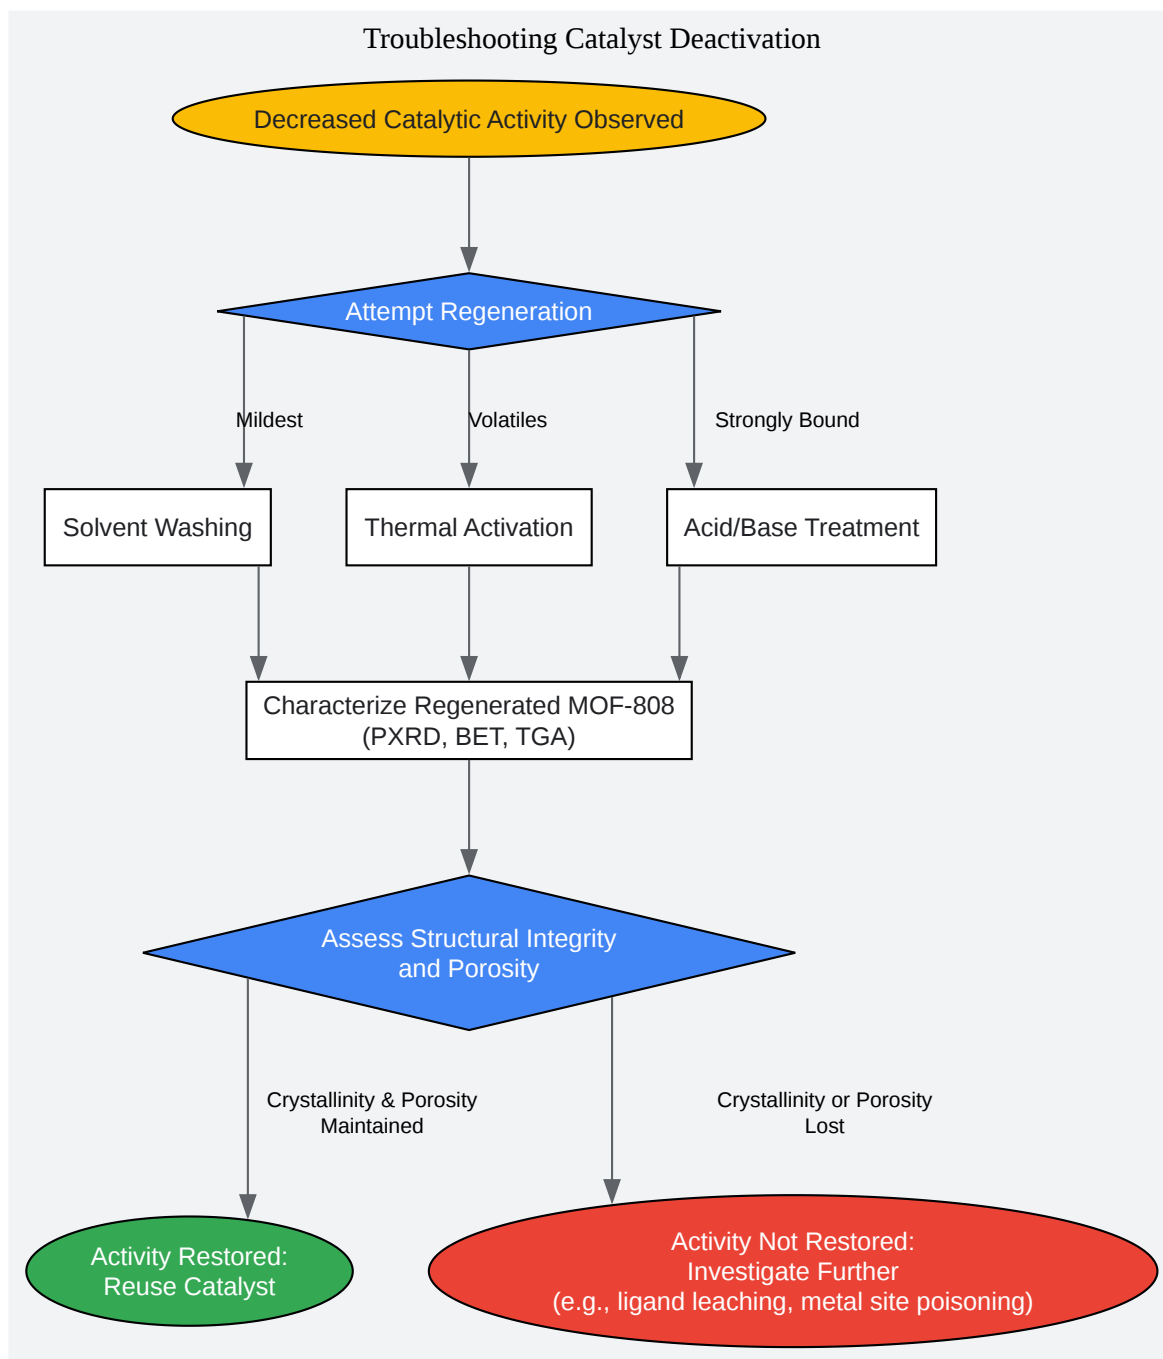 Troubleshooting Catalyst Deactivation
Decreased Catalytic Activity Observed
Attempt Regeneration
Mildest
Volatiles
Strongly Bound
Solvent Washing
Thermal Activation
Acid/Base Treatment
Characterize Regenerated MOF-808
(PXRD, BET, TGA)
Assess Structural Integrity
and Porosity
Crystallinity & Porosity
Maintained
Crystallinity or Porosity
Lost
Activity Restored:
Reuse Catalyst
Activity Not Restored:
Investigate Further
(e.g., ligand leaching, metal site poisoning)